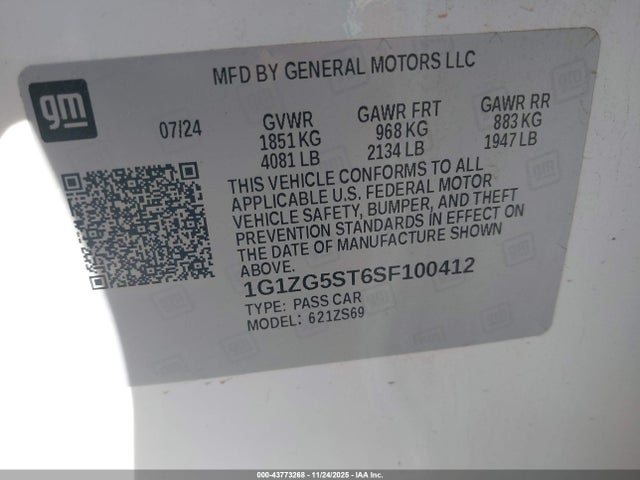 MFD BY GENERAL MOTORS LLC
gm
07/24
GVWR
1851 KG
4081 LB
GAWR FRT
968 KG
2134 LB
GAWR RR
883 KG
1947 LB
THIS VEHICLE CONFORMS TO ALL
APPLICABLE U.S. FEDERAL MOTOR
VEHICLE SAFETY, BUMPER, AND THEFT
PREVENTION STANDARDS IN EFFECT ON
THE DATE OF MANUFACTURE SHOWN
ABOVE.
1G1ZG5ST6SF100412
TYPE: PASS CAR
MODEL: 621ZS69
000-43773268 - 11/24/2025 - IAA Inc.